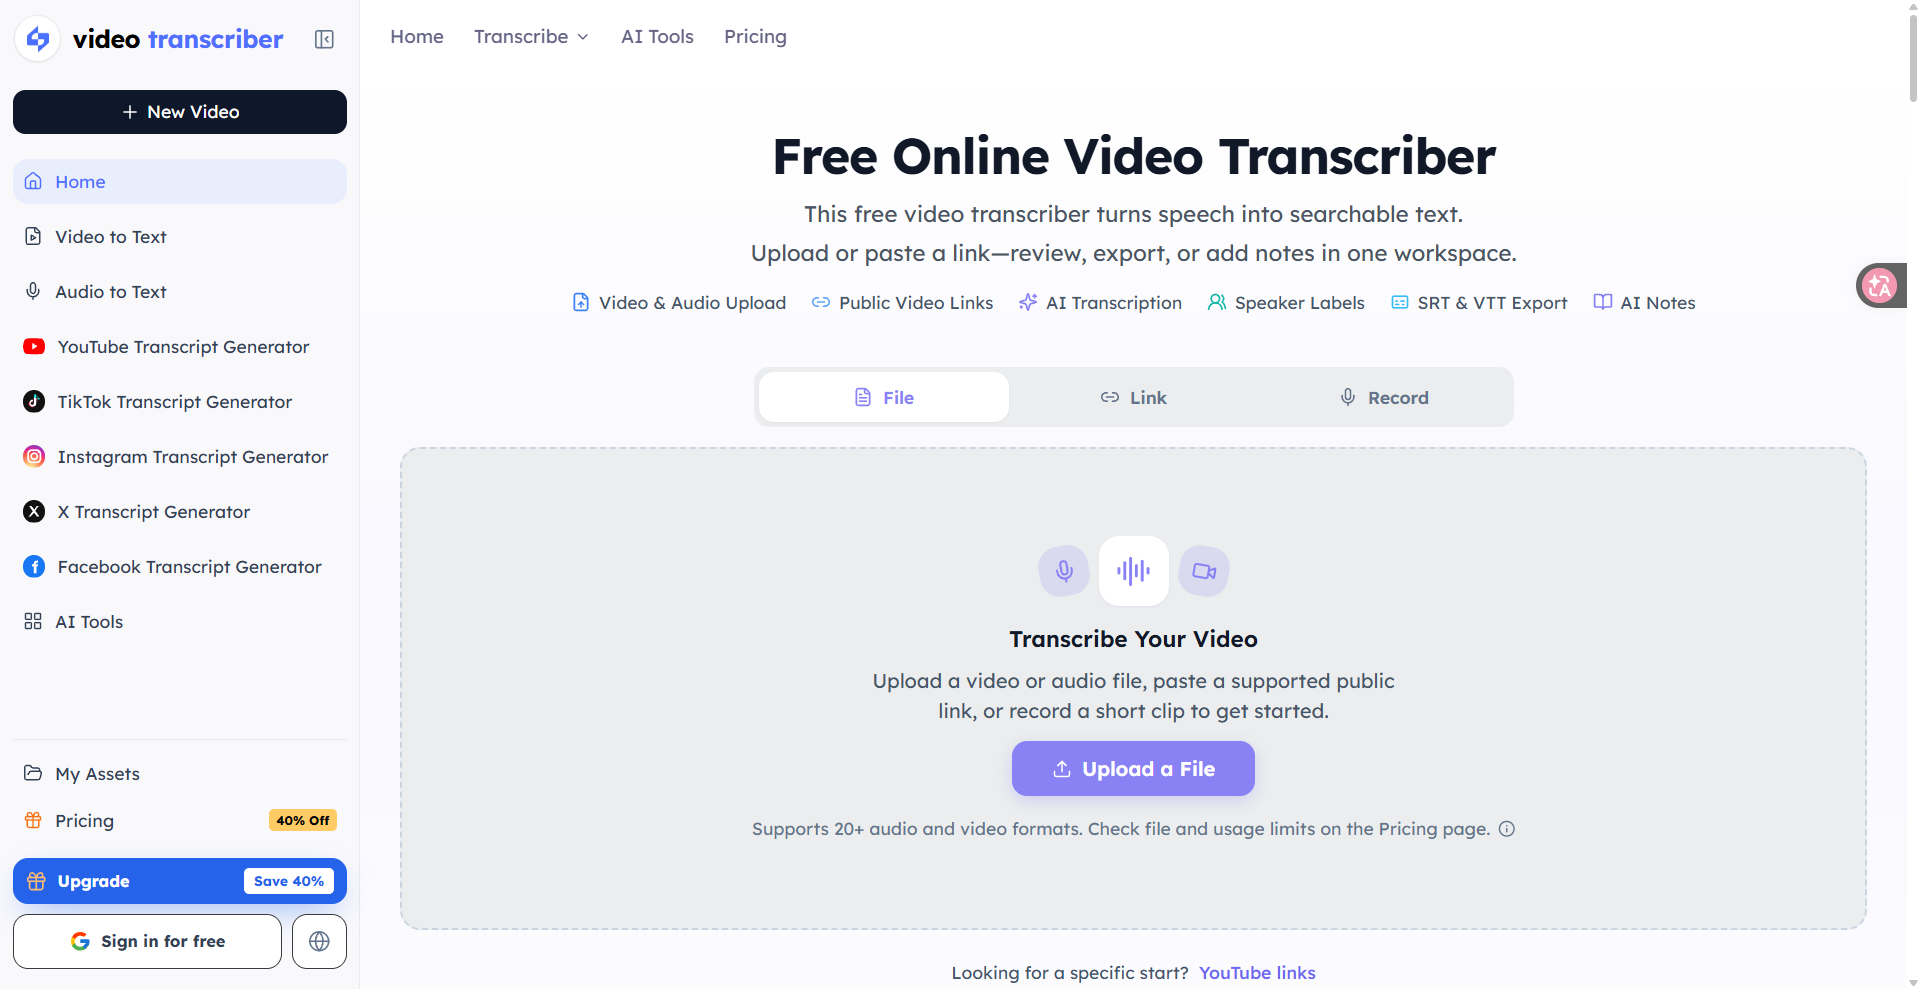 video transcriber
New Video
Home
Video to Text
Audio to Text
YouTube Transcript Generator
TikTok Transcript Generator
Instagram Transcript Generator
X Transcript Generator
Facebook Transcript Generator
AI Tools
My Assets
Pricing 40% Off
Upgrade Save 40%
Sign in for free
Home Transcribe AI Tools Pricing
Free Online Video Transcriber
This free video transcriber turns speech into searchable text.
Upload or paste a link—review, export, or add notes in one workspace.
Video & Audio Upload Public Video Links AI Transcription Speaker Labels SRT & VTT Export AI Notes
File Link Record
Transcribe Your Video
Upload a video or audio file, paste a supported public
link, or record a short clip to get started.
Upload a File
Supports 20+ audio and video formats. Check file and usage limits on the Pricing page.
Looking for a specific start? YouTube links